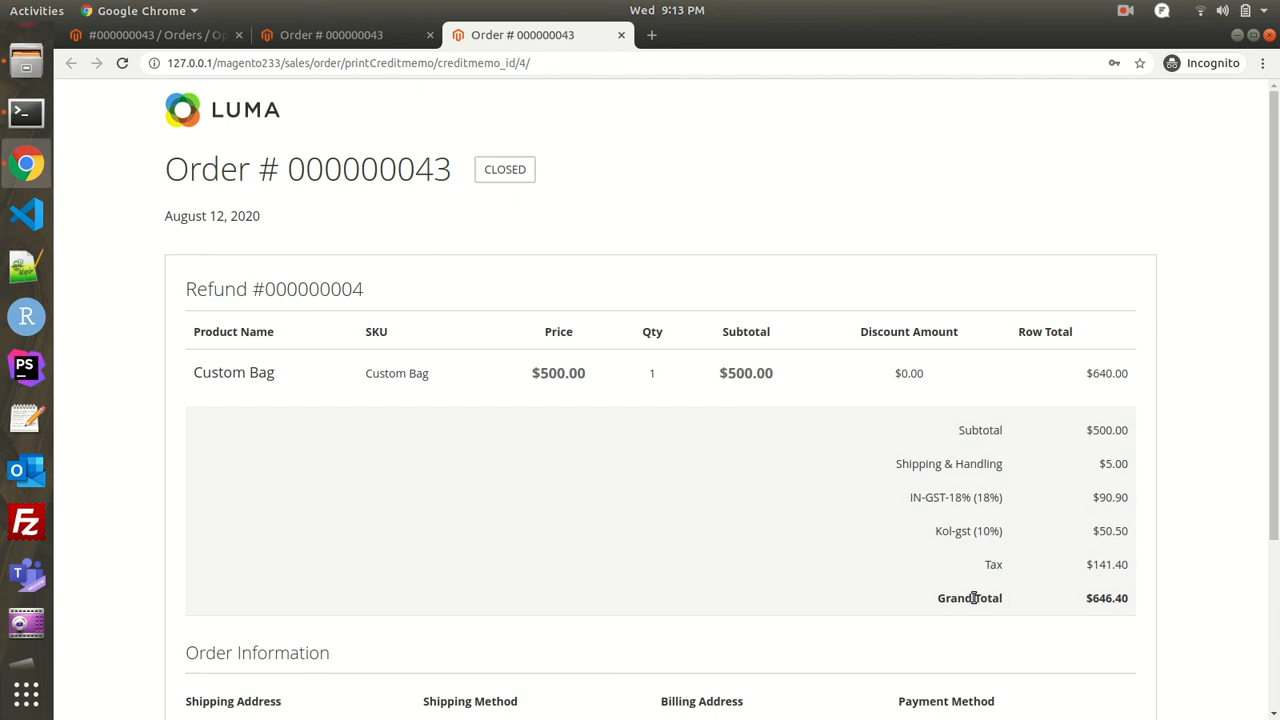 Activities Google Chrome Wed 9:13 PM
#000000043 / Orders / Op Order # 000000043 Order # 000000043
127.0.0.1/magento233/sales/order/printCreditmemo/creditmemo_id/4/ Incognito
LUMA
Order # 000000043 CLOSED
August 12, 2020
Refund #000000004
Product Name SKU Price Qty Subtotal Discount Amount Row Total
Custom Bag Custom Bag $500.00 1 $500.00 $0.00 $640.00
Subtotal $500.00
Shipping & Handling $5.00
IN-GST-18% (18%) $90.90
Kol-gst (10%) $50.50
Tax $141.40
Grand Total $646.40
Order Information
Shipping Address Shipping Method Billing Address Payment Method